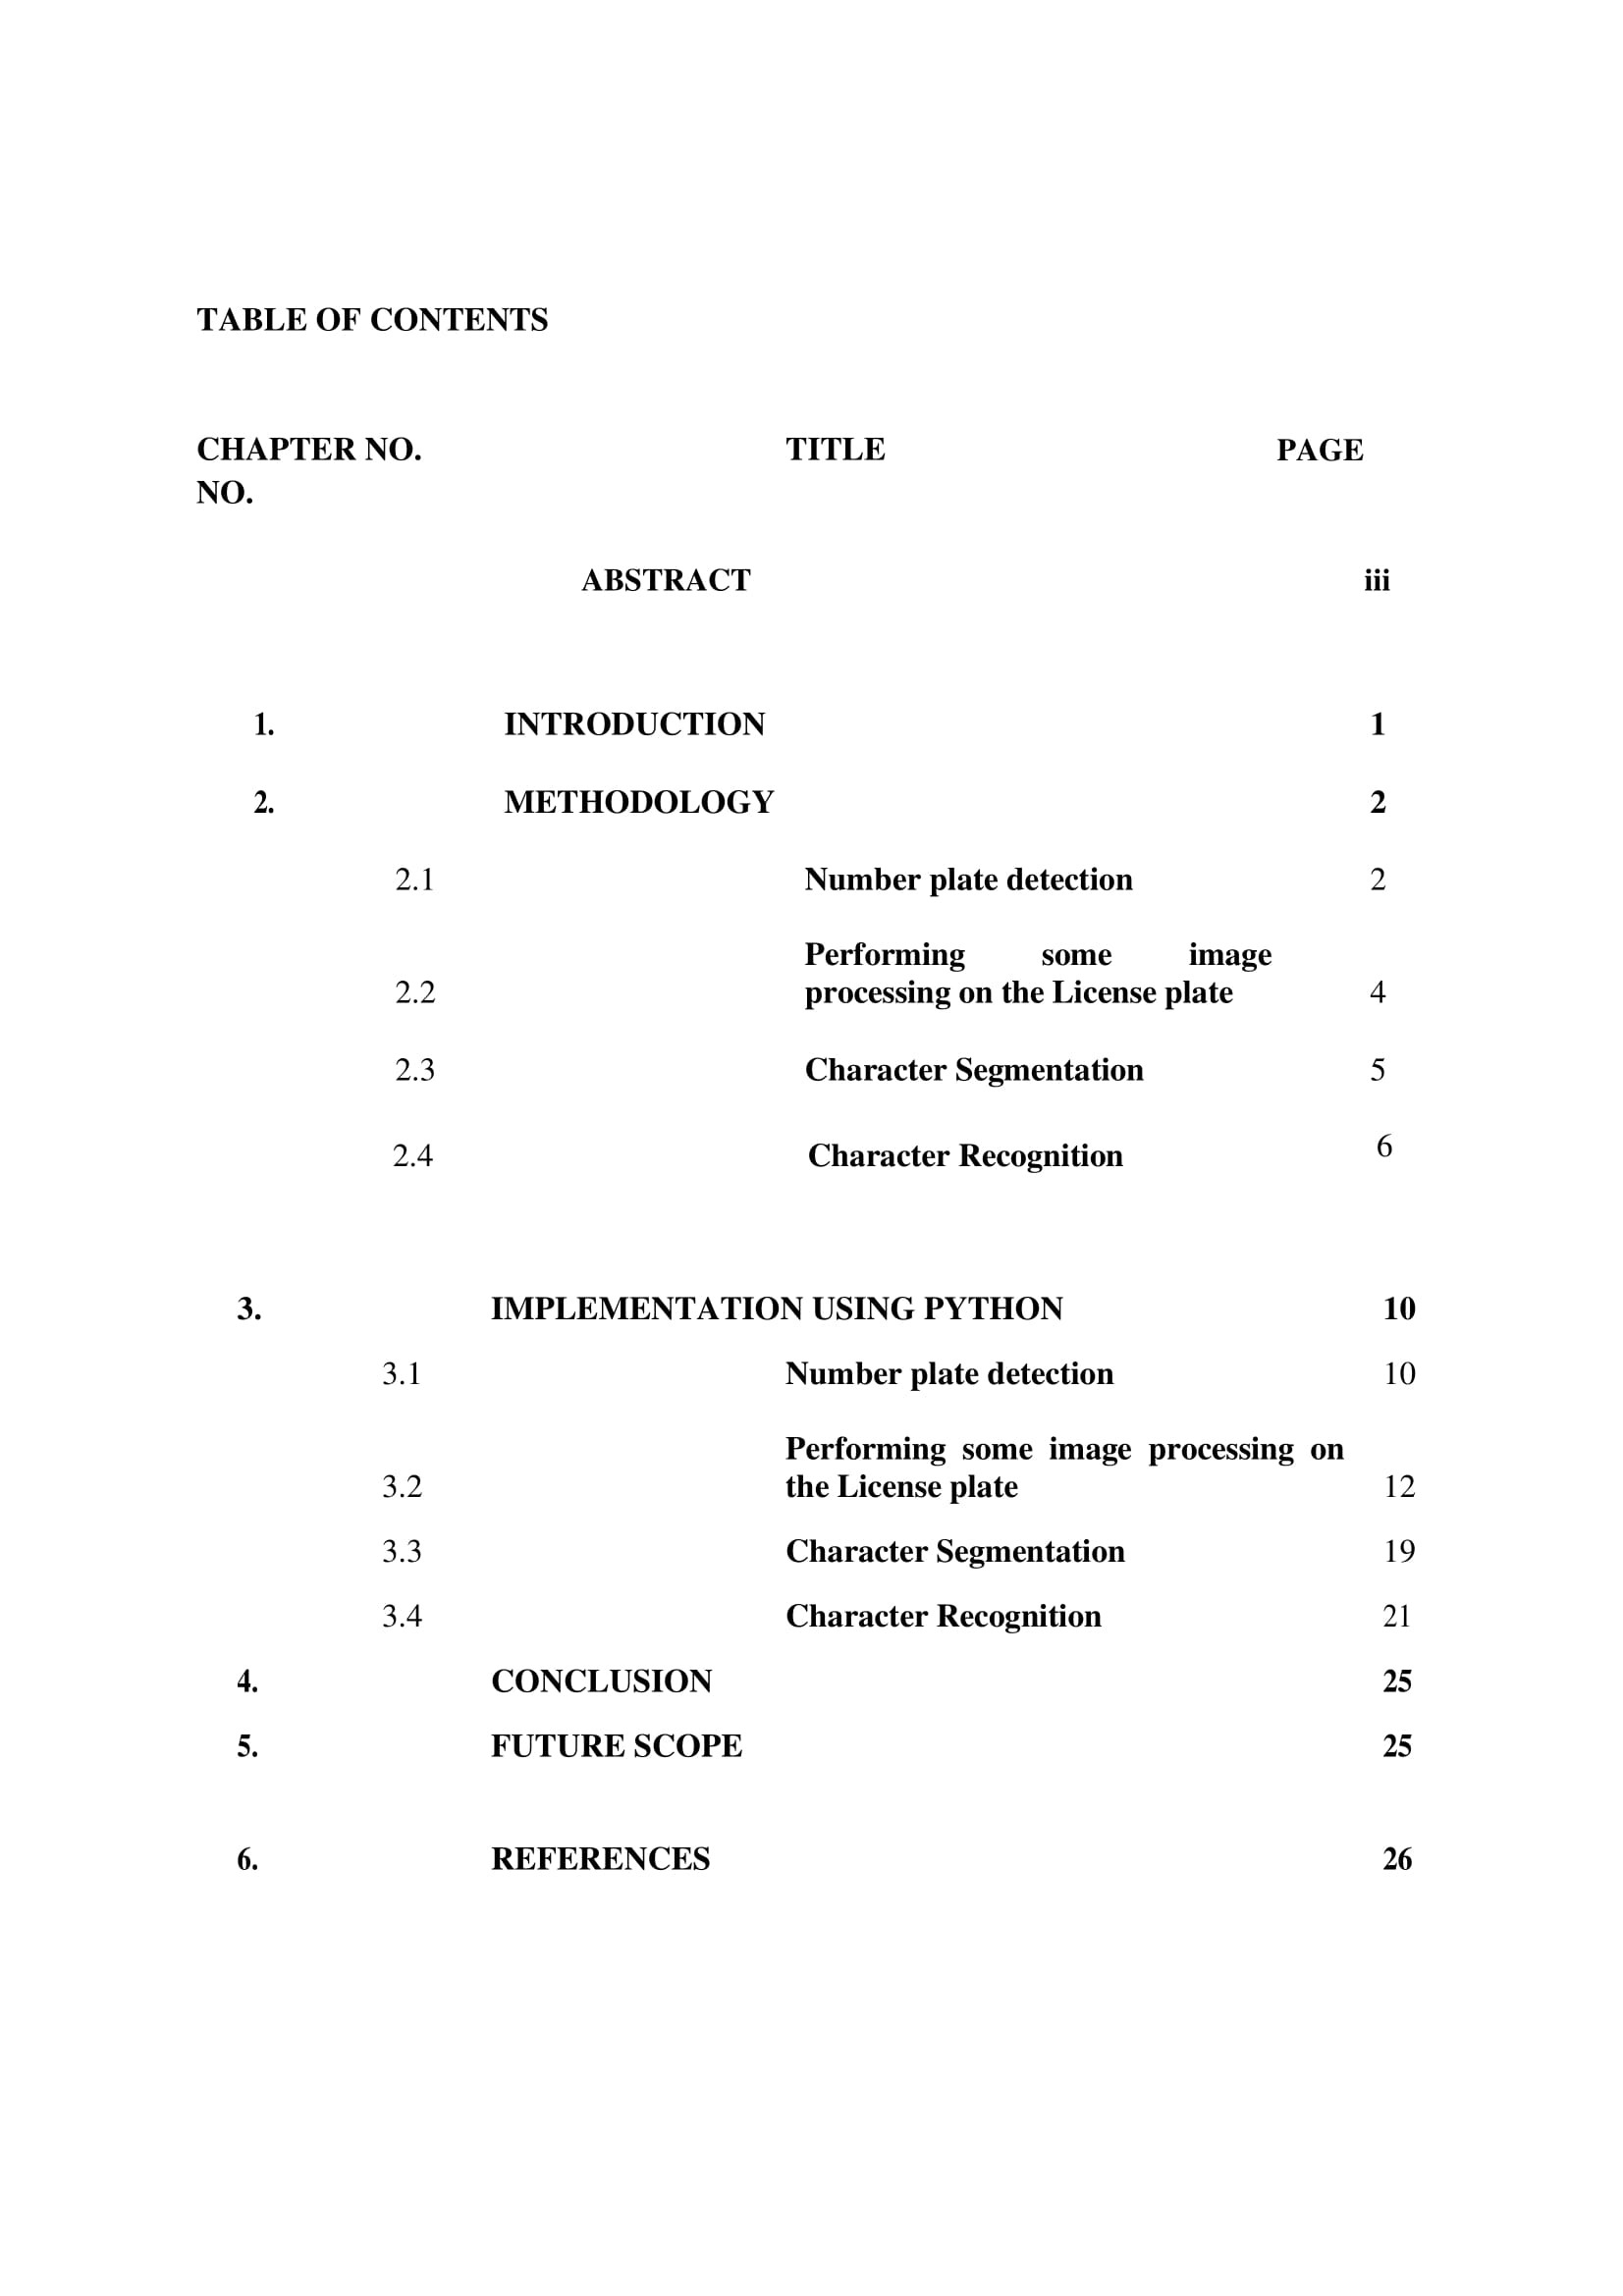 TABLE OF CONTENTS
CHAPTER NO. TITLE PAGE
NO.
ABSTRACT iii
1. INTRODUCTION 1
2. METHODOLOGY 2
2.1 Number plate detection 2
Performing some image
2.2 processing on the License plate 4
2.3 Character Segmentation 5
2.4 Character Recognition 6
3. IMPLEMENTATION USING PYTHON 10
3.1 Number plate detection 10
Performing some image processing on
3.2 the License plate 12
3.3 Character Segmentation 19
3.4 Character Recognition 21
4. CONCLUSION 25
5. FUTURE SCOPE 25
6. REFERENCES 26